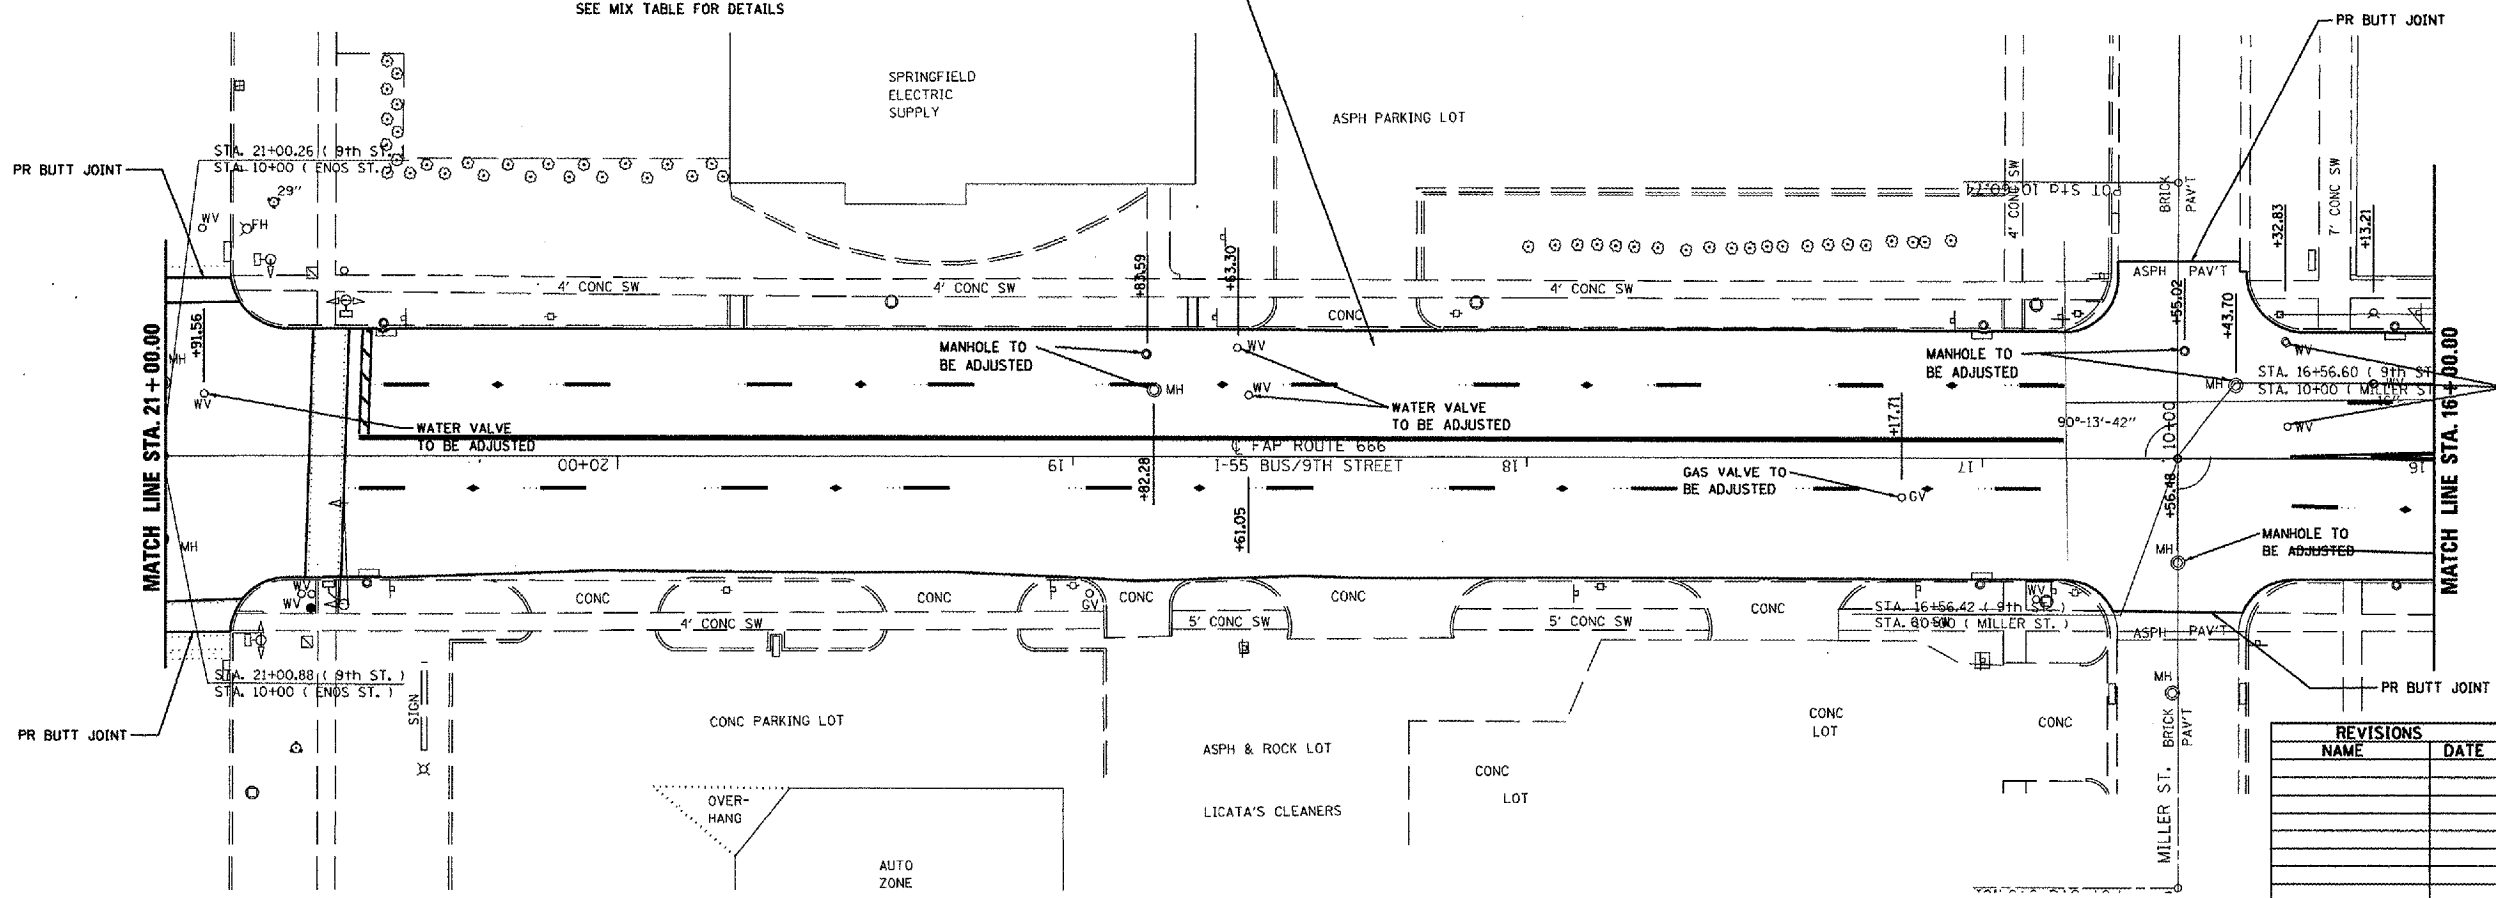 SEE MIX TABLE FOR DETAILS
PR BUTT JOINT
SPRINGFIELD
ELECTRIC
SUPPLY
ASPH PARKING LOT
STA. 21+00.26 ( 9th ST. )
STA. 10+00 ( ENOS ST. )
PR BUTT JOINT
29"
WV
FH
POT Sta 10+60.74
BRICK
PAV'T
4' CONC SW
7' CONC SW
+32.83
+13.21
+83.59
+63.30
4' CONC SW
4' CONC SW
4' CONC SW
ASPH PAV'T
+55.02
+43.70
CONC
+91.56
MATCH LINE STA. 21+00.00
MH
WV
MANHOLE TO
BE ADJUSTED
MH
WV
WV
MANHOLE TO
BE ADJUSTED
MH
WV
STA. 16+56.60 ( 9th ST
STA. 10+00 ( MILLER ST
WV
16"
WV
MATCH LINE STA. 16+00.00
WATER VALVE
TO BE ADJUSTED
WATER VALVE
TO BE ADJUSTED
+17.71
90°-13'-42"
10+00
℄ FAP ROUTE 666
I-55 BUS/9TH STREET
20+00
19
18
17
16
+82.28
+61.05
GAS VALVE TO
BE ADJUSTED
GV
+56.48
MH
MH
MANHOLE TO
BE ADJUSTED
WV
WV
CONC
CONC
GV
CONC
CONC
CONC
WV
4' CONC SW
5' CONC SW
5' CONC SW
STA. 16+56.42 ( 9th ST. )
STA. 10+00 ( MILLER ST. )
ASPH PAV'T
STA. 21+00.88 ( 9th ST. )
STA. 10+00 ( ENOS ST. )
SIGN
MH
PR BUTT JOINT
PR BUTT JOINT
CONC PARKING LOT
CONC
LOT
CONC
BRICK
PAV'T
ASPH & ROCK LOT
CONC
LOT
LICATA'S CLEANERS
OVER-
HANG
AUTO
ZONE
MILLER ST.
REVISIONS
NAME DATE